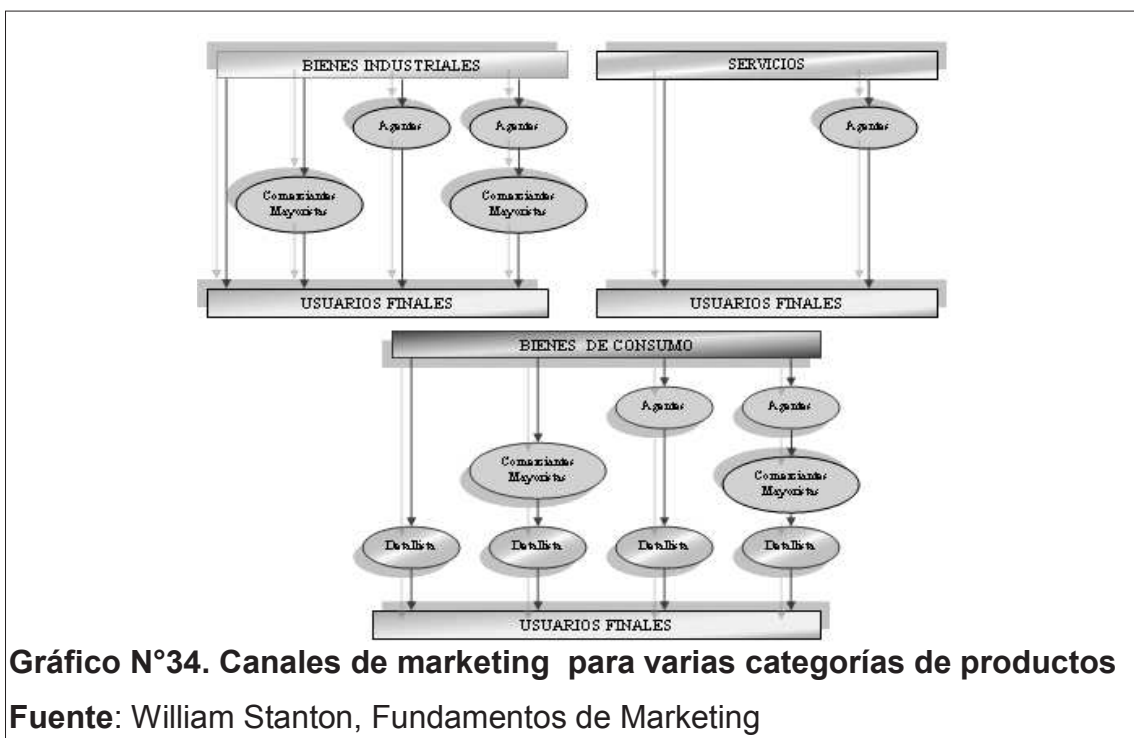 BIENES INDUSTRIALES
Agentes
Agentes
Comerciantes
Mayoristas
Comerciantes
Mayoristas
USUARIOS FINALES
SERVICIOS
Agentes
USUARIOS FINALES
BIENES DE CONSUMO
Agentes
Agentes
Comerciantes
Mayoristas
Comerciantes
Mayoristas
Detallista
Detallista
Detallista
Detallista
USUARIOS FINALES
Gráfico N°34. Canales de marketing para varias categorías de productos
Fuente: William Stanton, Fundamentos de Marketing